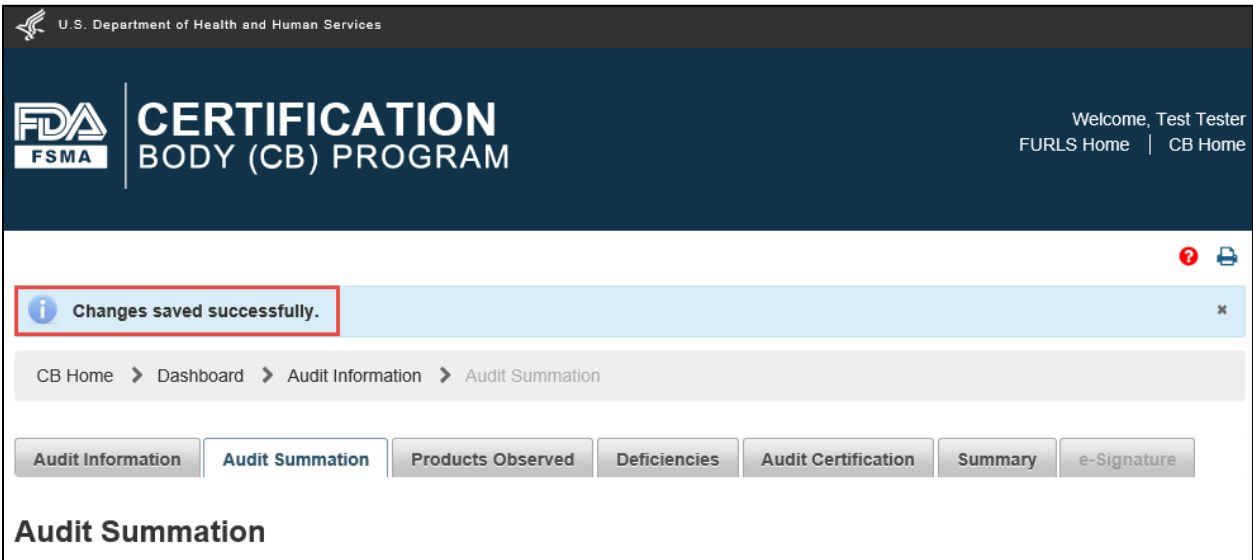 U.S. Department of Health and Human Services
FDA
FSMA
CERTIFICATION
BODY (CB) PROGRAM
Welcome, Test Tester
FURLS Home | CB Home
?
i Changes saved successfully. ×
CB Home > Dashboard > Audit Information > Audit Summation
Audit Information Audit Summation Products Observed Deficiencies Audit Certification Summary e-Signature
Audit Summation